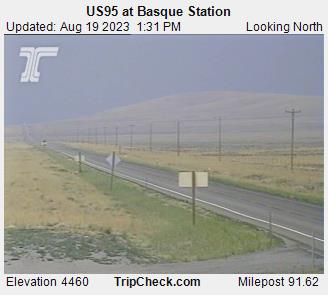 US95 at Basque Station
Updated: Aug 19 2023 1:31 PM Looking North
Elevation 4460 TripCheck.com Milepost 91.62